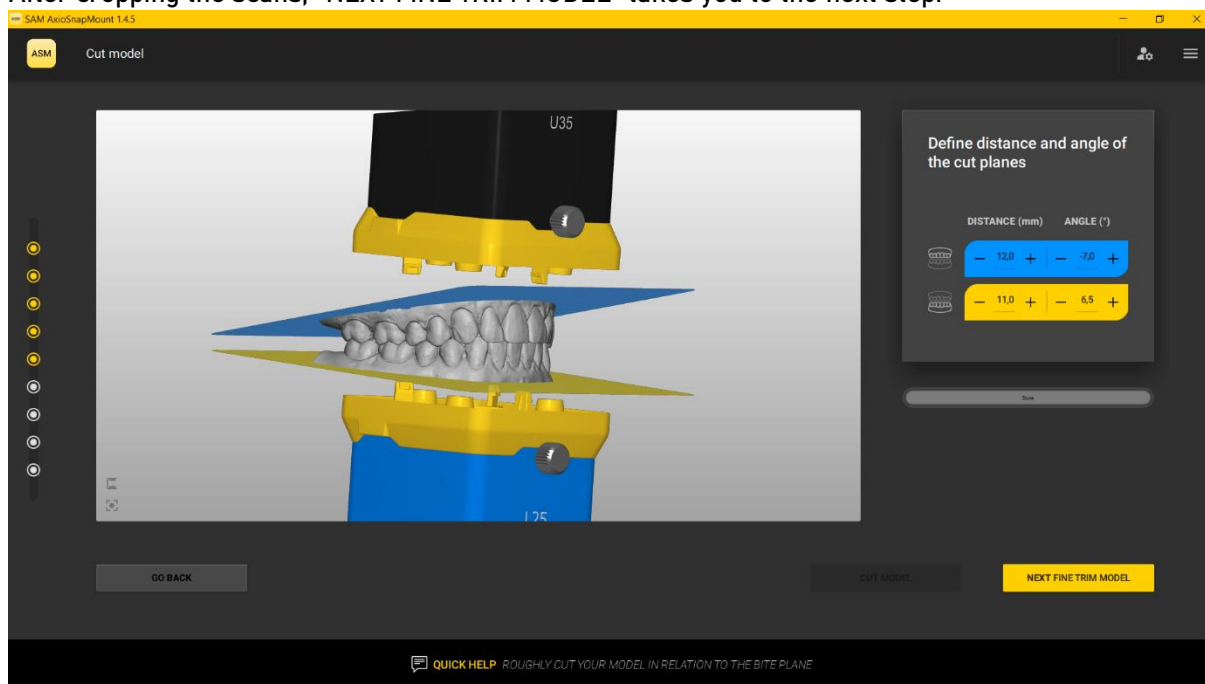 After cropping the scans, "NEXT FINE TRIM MODEL" takes you to the next step.
SAM AxioSnapMount 1.4.5
ASM
Cut model
U35
Define distance and angle of
the cut planes
DISTANCE (mm) ANGLE (°)
— 12,0 + — -7,0 +
— 11,0 + — 6,5 +
Done
L25
GO BACK
CUT MODEL
NEXT FINE TRIM MODEL
QUICK HELP ROUGHLY CUT YOUR MODEL IN RELATION TO THE BITE PLANE